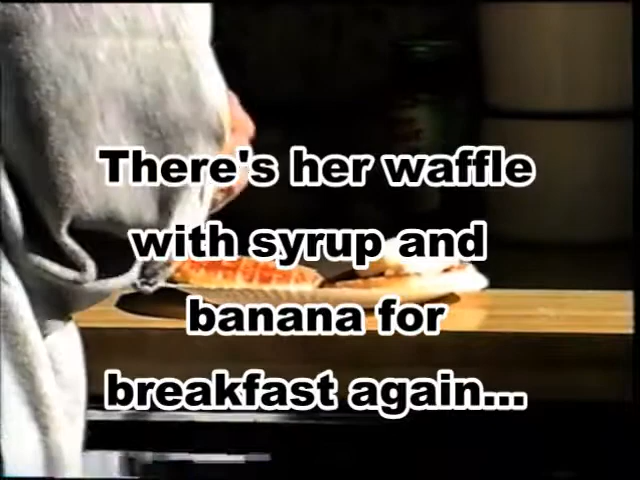 There's her waffle
with syrup and
banana for
breakfast again...